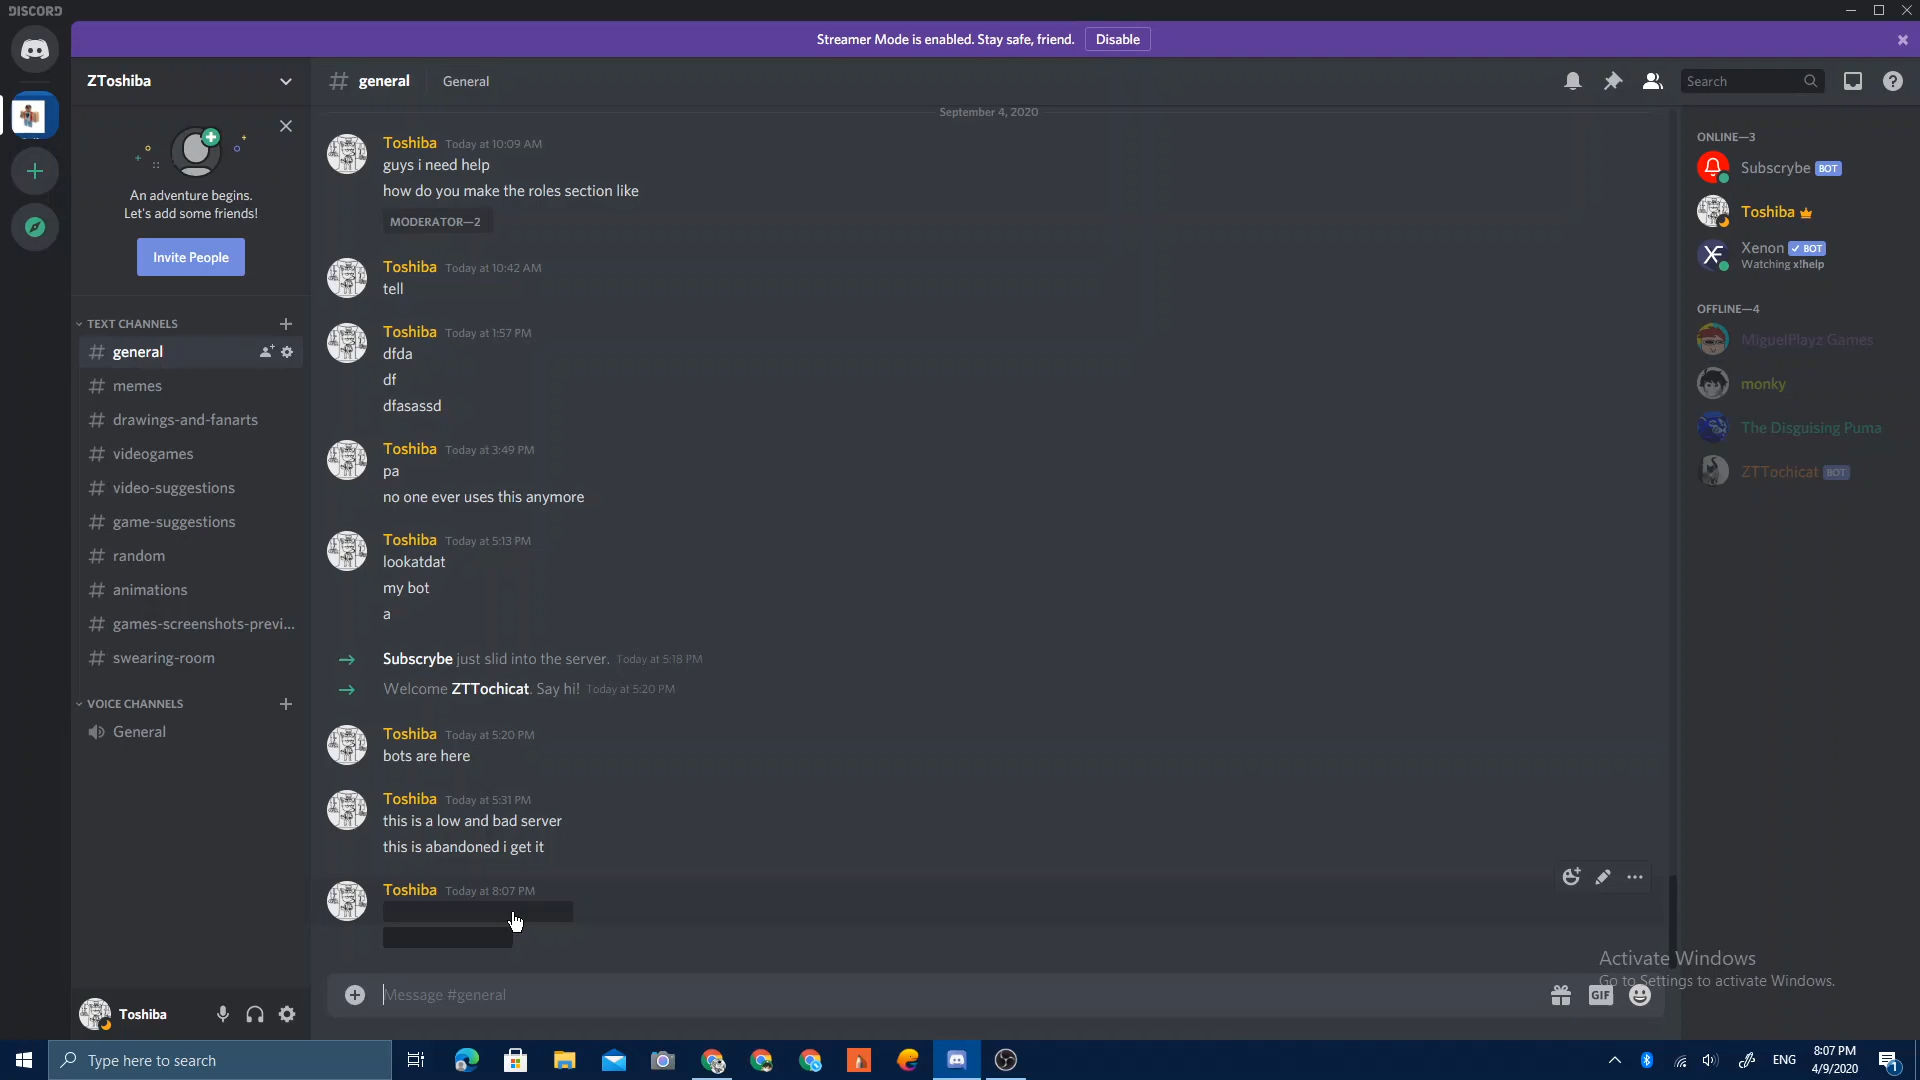 DISCORD
Streamer Mode is enabled. Stay safe, friend.
Disable
ZToshiba
general
General
Search
An adventure begins.
Let's add some friends!
Invite People
TEXT CHANNELS
general
memes
drawings-and-fanarts
videogames
video-suggestions
game-suggestions
random
animations
games-screenshots-previ...
swearing-room
VOICE CHANNELS
General
Toshiba
September 4, 2020
Toshiba Today at 10:09 AM
guys i need help
how do you make the roles section like
MODERATOR—2
Toshiba Today at 10:42 AM
tell
Toshiba Today at 1:57 PM
dfda
df
dfasassd
Toshiba Today at 3:49 PM
pa
no one ever uses this anymore
Toshiba Today at 5:13 PM
lookatdat
my bot
a
Subscrybe just slid into the server. Today at 5:18 PM
Welcome ZTTochicat. Say hi! Today at 5:20 PM
Toshiba Today at 5:20 PM
bots are here
Toshiba Today at 5:31 PM
this is a low and bad server
this is abandoned i get it
Toshiba Today at 8:07 PM
Message #general
GIF
ONLINE—3
Subscrybe BOT
Toshiba
Xenon BOT
Watching x!help
OFFLINE—4
MiguelPlayz Games
monky
The Disguising Puma
ZTTochicat BOT
Activate Windows
Go to Settings to activate Windows.
Type here to search
ENG
8:07 PM
4/9/2020
1